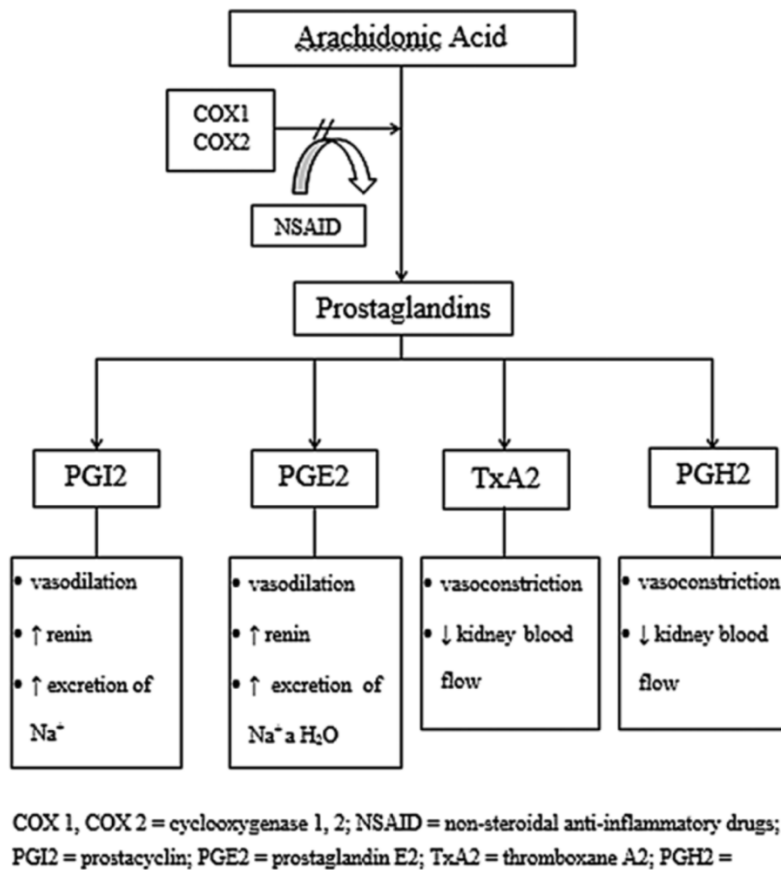 Arachidonic Acid
COX1
COX2
NSAID
Prostaglandins
PGI2
PGE2
TxA2
PGH2
• vasodilation
• ↑ renin
• ↑ excretion of
Na⁺
• vasodilation
• ↑ renin
• ↑ excretion of
Na⁺ a H₂O
• vasoconstriction
• ↓ kidney blood
flow
• vasoconstriction
• ↓ kidney blood
flow
COX 1, COX 2 = cyclooxygenase 1, 2; NSAID = non-steroidal anti-inflammatory drugs;
PGI2 = prostacyclin; PGE2 = prostaglandin E2; TxA2 = thromboxane A2; PGH2 =